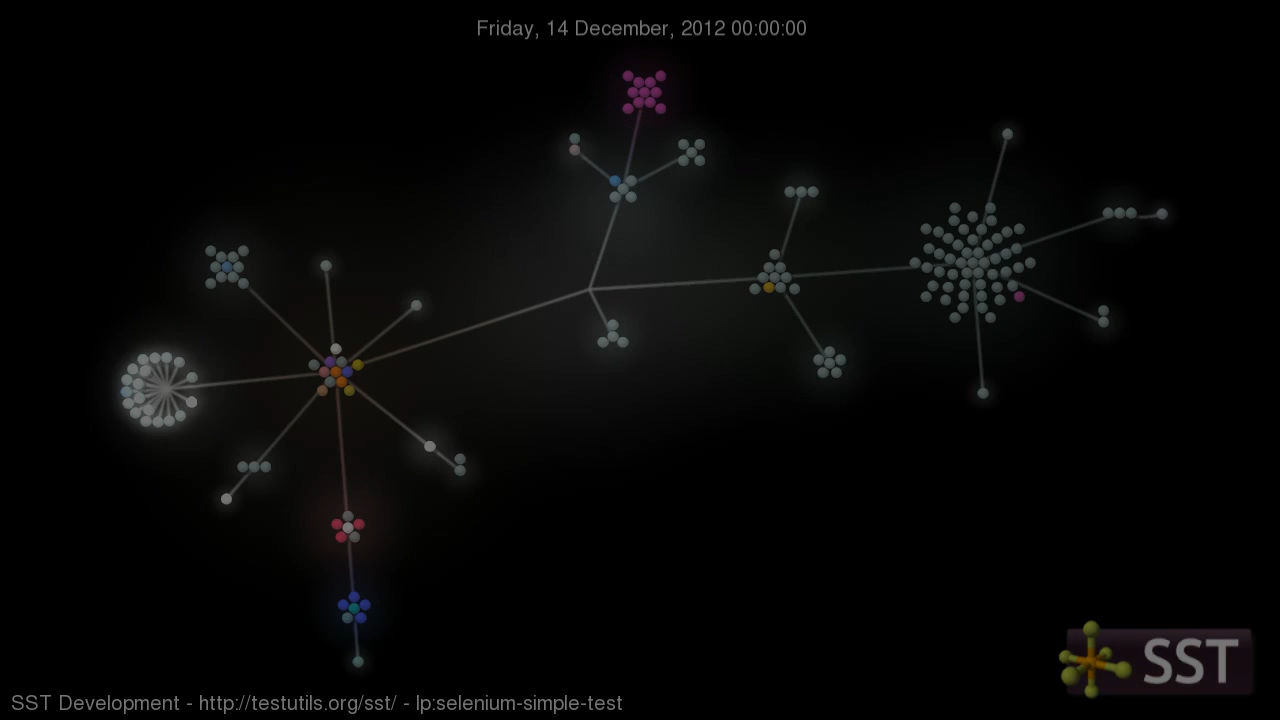 Friday, 14 December, 2012 00:00:00
SST
SST Development - http://testutils.org/sst/ - lp:selenium-simple-test